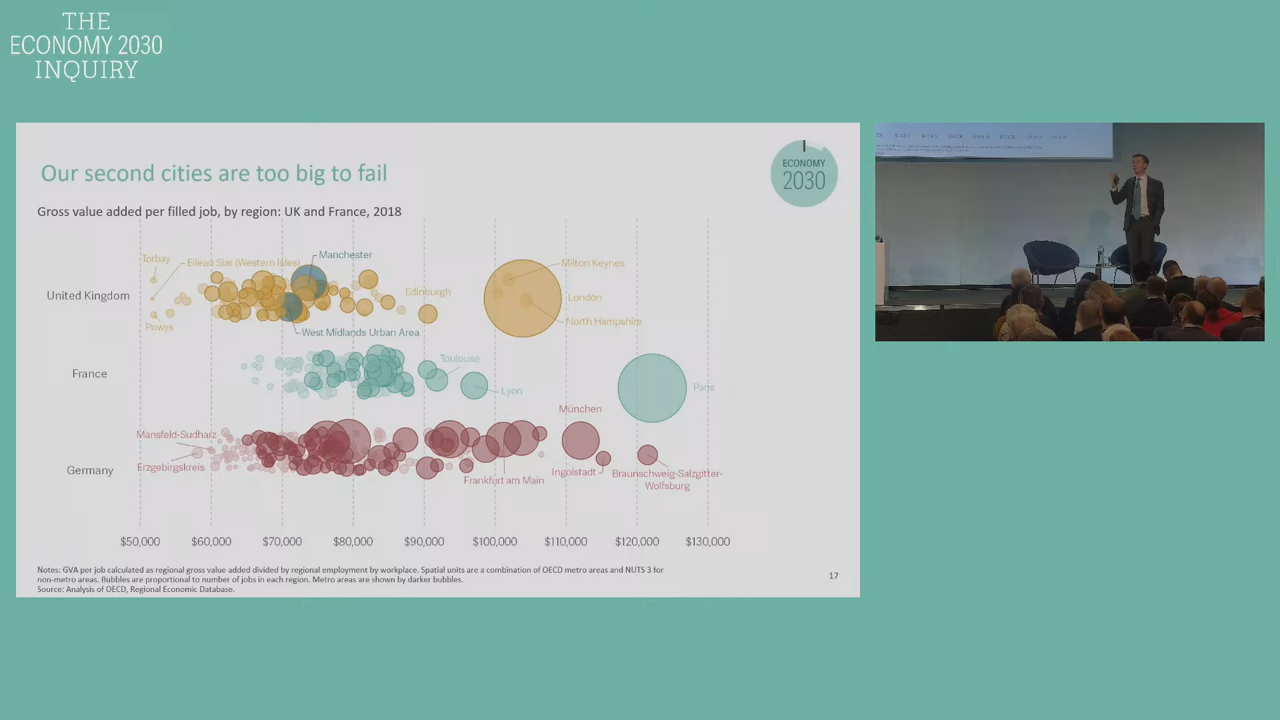 THE
ECONOMY 2030
INQUIRY
Our second cities are too big to fail
ECONOMY
2030
Gross value added per filled job, by region: UK and France, 2018
Torbay
Eilean Siar (Western Isles)
Manchester
Milton Keynes
United Kingdom
Edinburgh
London
Powys
West Midlands Urban Area
North Hampshire
France
Toulouse
Lyon
Paris
München
Mansfeld-Sudharz
Erzgebirgskreis
Germany
Frankfurt am Main
Ingolstadt
Braunschweig-Salzgitter-
Wolfsburg
$50,000 $60,000 $70,000 $80,000 $90,000 $100,000 $110,000 $120,000 $130,000
Notes: GVA per job calculated as regional gross value added divided by regional employment by workplace. Spatial units are a combination of OECD metro areas and NUTS 3 for
non-metro areas. Bubbles are proportional to number of jobs in each region. Metro areas are shown by darker bubbles.
Source: Analysis of OECD, Regional Economic Database.
17